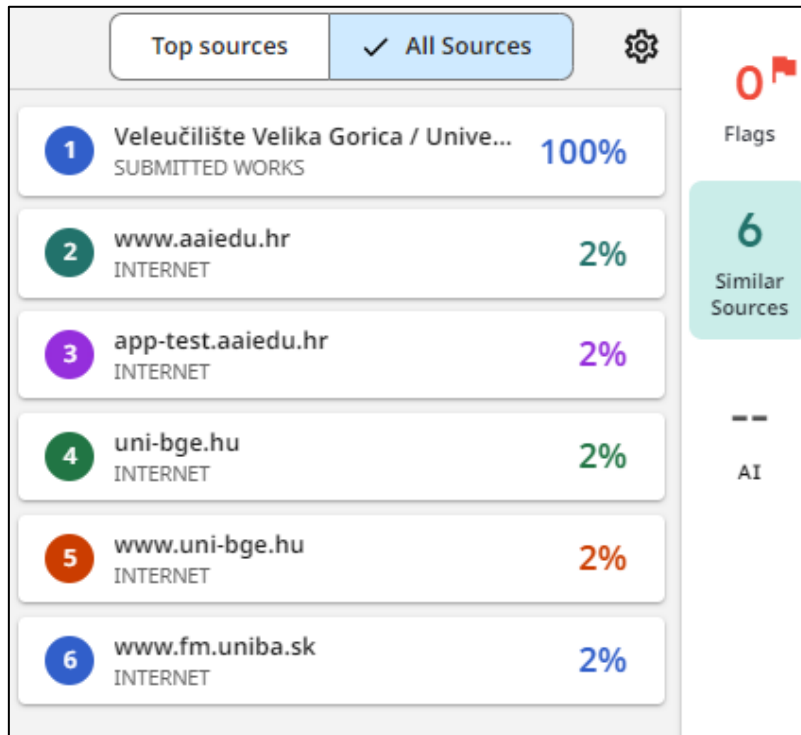 Top sources
All Sources
1
Veleučilište Velika Gorica / Unive...
100%
SUBMITTED WORKS
2
www.aaiedu.hr
2%
INTERNET
3
app-test.aaiedu.hr
2%
INTERNET
4
uni-bge.hu
2%
INTERNET
5
www.uni-bge.hu
2%
INTERNET
6
www.fm.uniba.sk
2%
INTERNET
0
Flags
6
Similar
Sources
--
AI